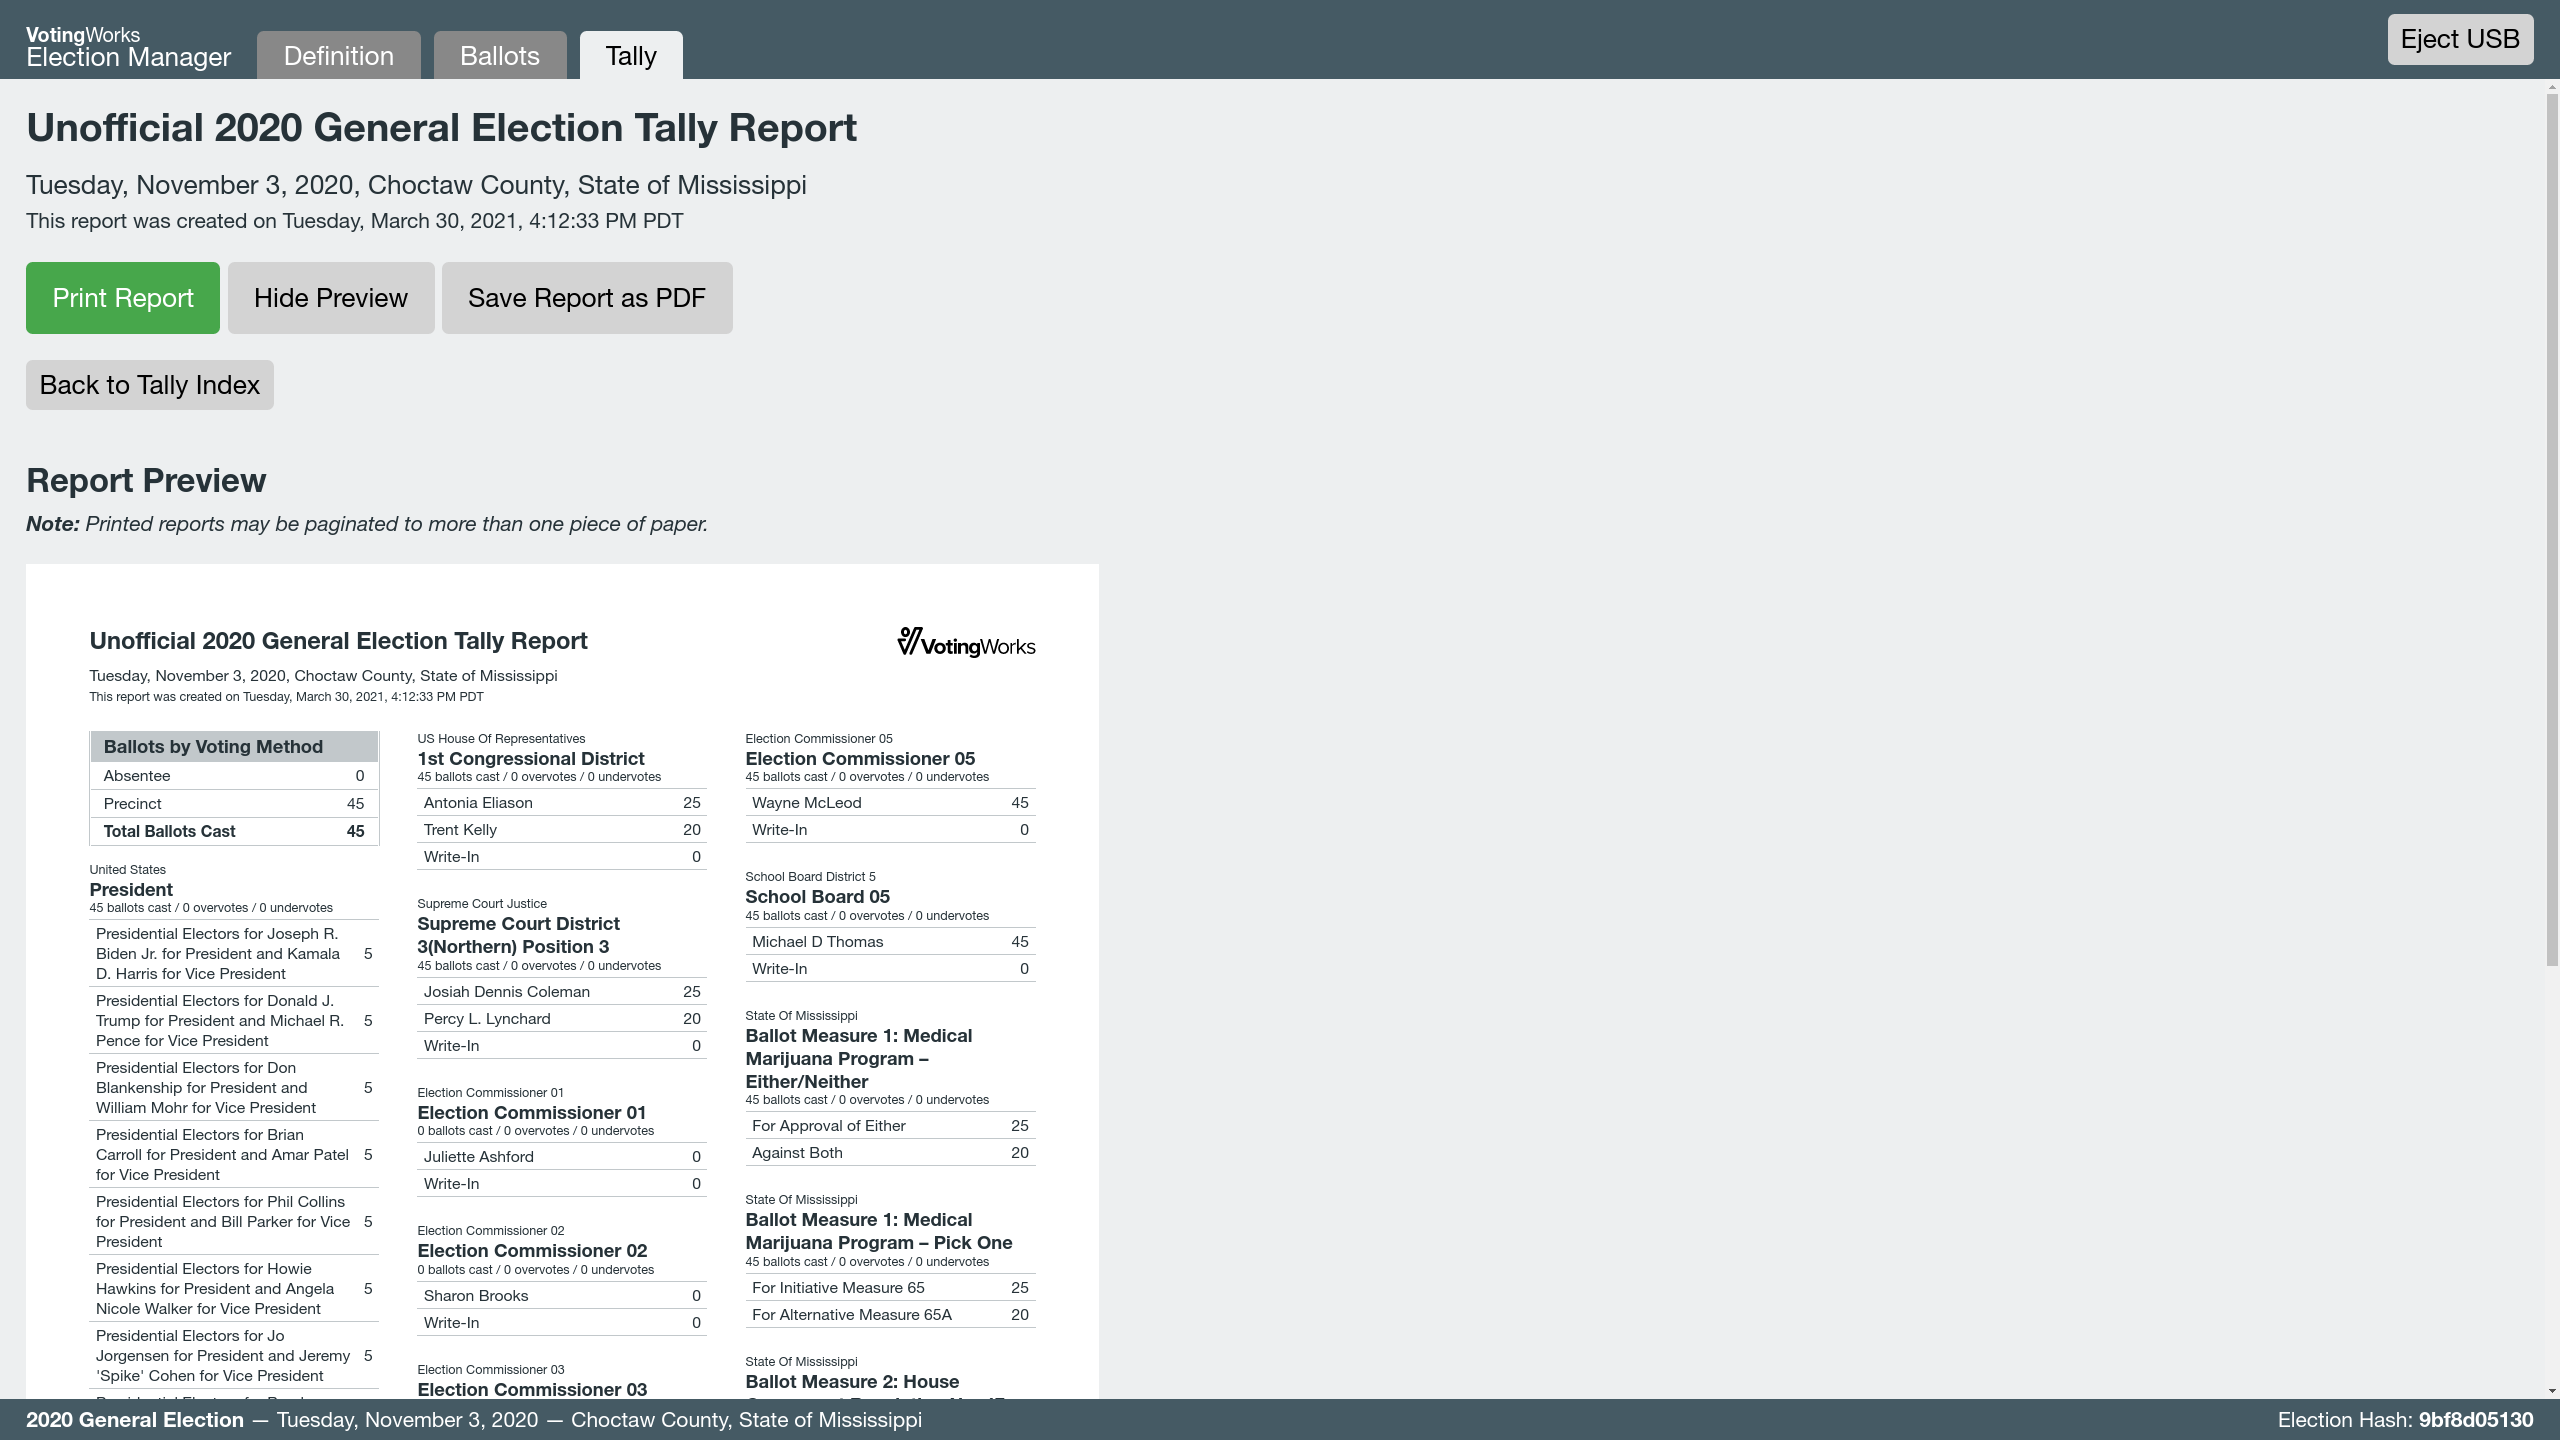 VotingWorks
Election Manager
Definition
Ballots
Tally
Eject USB
Unofficial 2020 General Election Tally Report
Tuesday, November 3, 2020, Choctaw County, State of Mississippi
This report was created on Tuesday, March 30, 2021, 4:12:33 PM PDT
Print Report
Hide Preview
Save Report as PDF
Back to Tally Index
Report Preview
Note: Printed reports may be paginated to more than one piece of paper.
Unofficial 2020 General Election Tally Report
VotingWorks
Tuesday, November 3, 2020, Choctaw County, State of Mississippi
This report was created on Tuesday, March 30, 2021, 4:12:33 PM PDT
Ballots by Voting Method
Absentee 0
Precinct 45
Total Ballots Cast 45
United States
President
45 ballots cast / 0 overvotes / 0 undervotes
Presidential Electors for Joseph R.
Biden Jr. for President and Kamala 5
D. Harris for Vice President
Presidential Electors for Donald J.
Trump for President and Michael R. 5
Pence for Vice President
Presidential Electors for Don
Blankenship for President and 5
William Mohr for Vice President
Presidential Electors for Brian
Carroll for President and Amar Patel 5
for Vice President
Presidential Electors for Phil Collins
for President and Bill Parker for Vice 5
President
Presidential Electors for Howie
Hawkins for President and Angela 5
Nicole Walker for Vice President
Presidential Electors for Jo
Jorgensen for President and Jeremy 5
'Spike' Cohen for Vice President
US House Of Representatives
1st Congressional District
45 ballots cast / 0 overvotes / 0 undervotes
Antonia Eliason 25
Trent Kelly 20
Write-In 0
Supreme Court Justice
Supreme Court District
3(Northern) Position 3
45 ballots cast / 0 overvotes / 0 undervotes
Josiah Dennis Coleman 25
Percy L. Lynchard 20
Write-In 0
Election Commissioner 01
Election Commissioner 01
0 ballots cast / 0 overvotes / 0 undervotes
Juliette Ashford 0
Write-In 0
Election Commissioner 02
Election Commissioner 02
0 ballots cast / 0 overvotes / 0 undervotes
Sharon Brooks 0
Write-In 0
Election Commissioner 03
Election Commissioner 03
Election Commissioner 05
Election Commissioner 05
45 ballots cast / 0 overvotes / 0 undervotes
Wayne McLeod 45
Write-In 0
School Board District 5
School Board 05
45 ballots cast / 0 overvotes / 0 undervotes
Michael D Thomas 45
Write-In 0
State Of Mississippi
Ballot Measure 1: Medical
Marijuana Program –
Either/Neither
45 ballots cast / 0 overvotes / 0 undervotes
For Approval of Either 25
Against Both 20
State Of Mississippi
Ballot Measure 1: Medical
Marijuana Program – Pick One
45 ballots cast / 0 overvotes / 0 undervotes
For Initiative Measure 65 25
For Alternative Measure 65A 20
State Of Mississippi
Ballot Measure 2: House
2020 General Election — Tuesday, November 3, 2020 — Choctaw County, State of Mississippi
Election Hash: 9bf8d05130